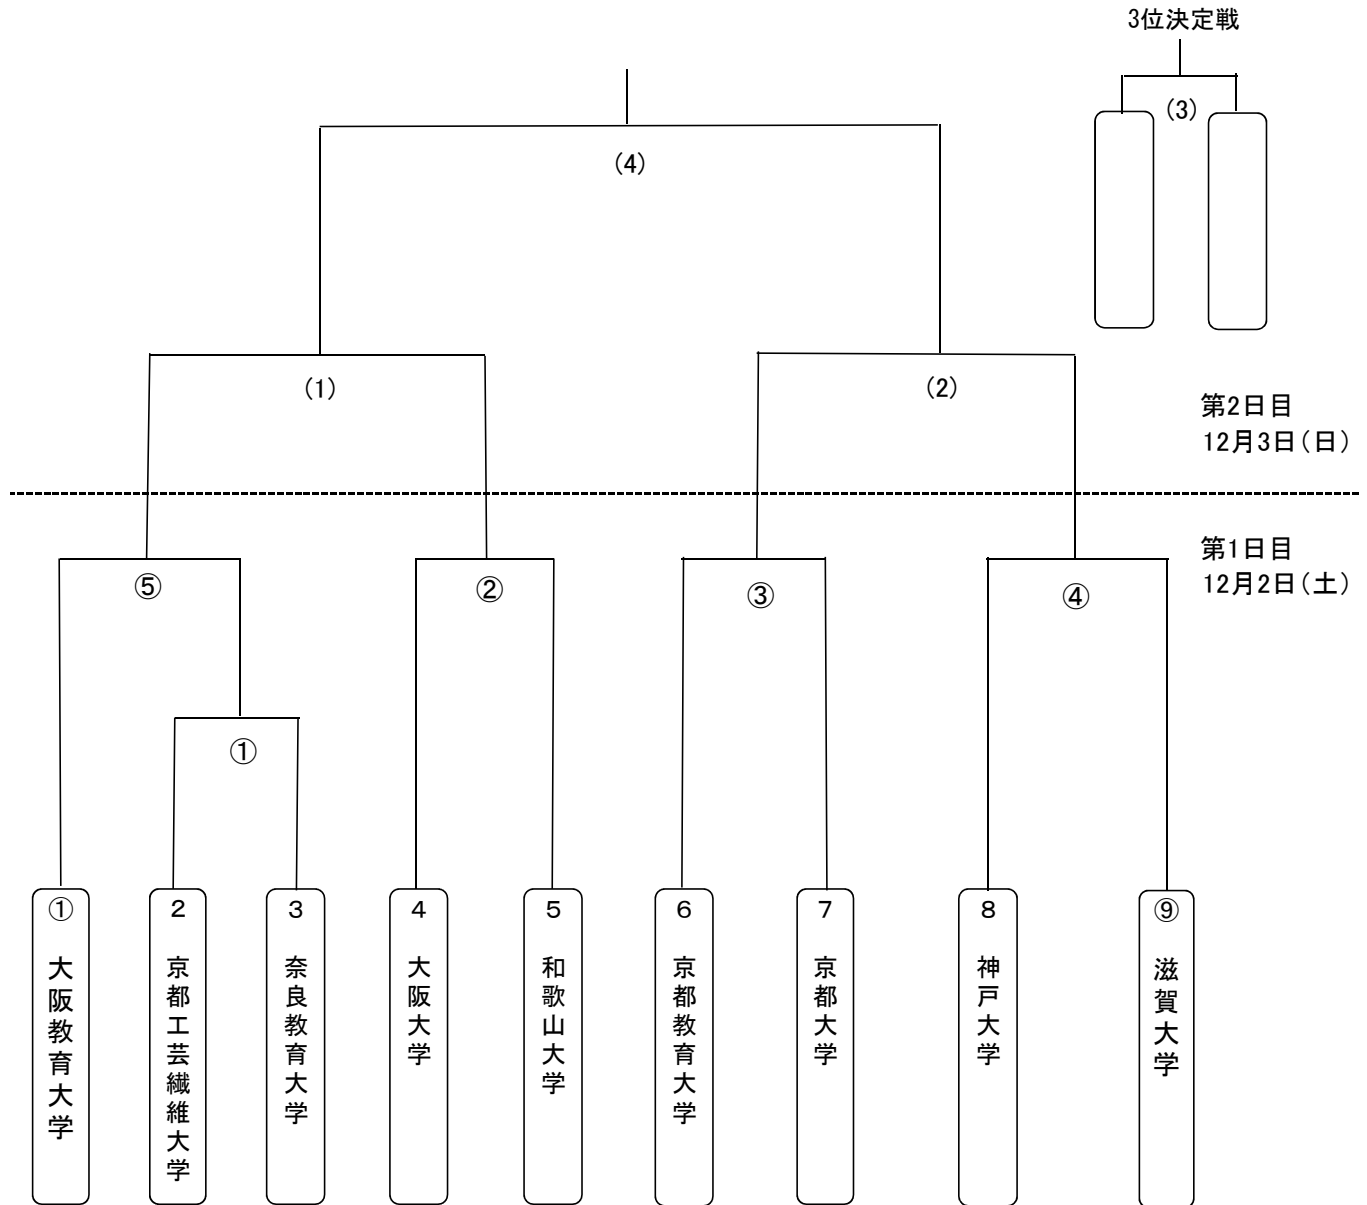 3位決定戦
(3)
(4)
(1)
(2)
第2日目
12月3日(日)
第1日目
12月2日(土)
⑤
②
③
④
①
①
大阪教育大学
2
京都工芸繊維大学
3
奈良教育大学
4
大阪大学
5
和歌山大学
6
京都教育大学
7
京都大学
8
神戸大学
⑨
滋賀大学